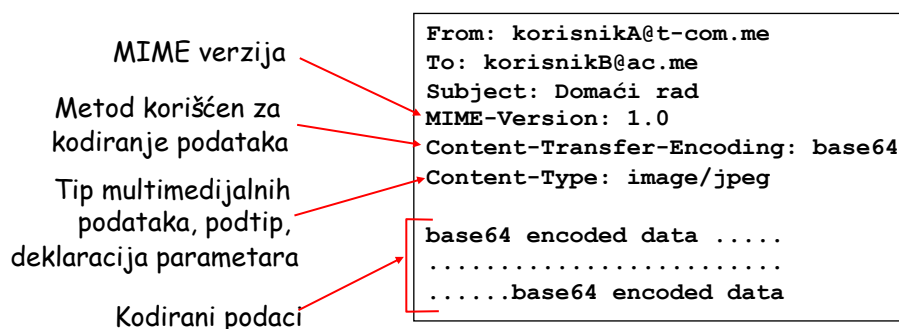 MIME verzija
Metod korišćen za
kodiranje podataka
Tip multimedijalnih
podataka, podtip,
deklaracija parametara
Kodirani podaci
From: korisnikA@t-com.me
To: korisnikB@ac.me
Subject: Domaći rad
MIME-Version: 1.0
Content-Transfer-Encoding: base64
Content-Type: image/jpeg
base64 encoded data .....
.........................
......base64 encoded data